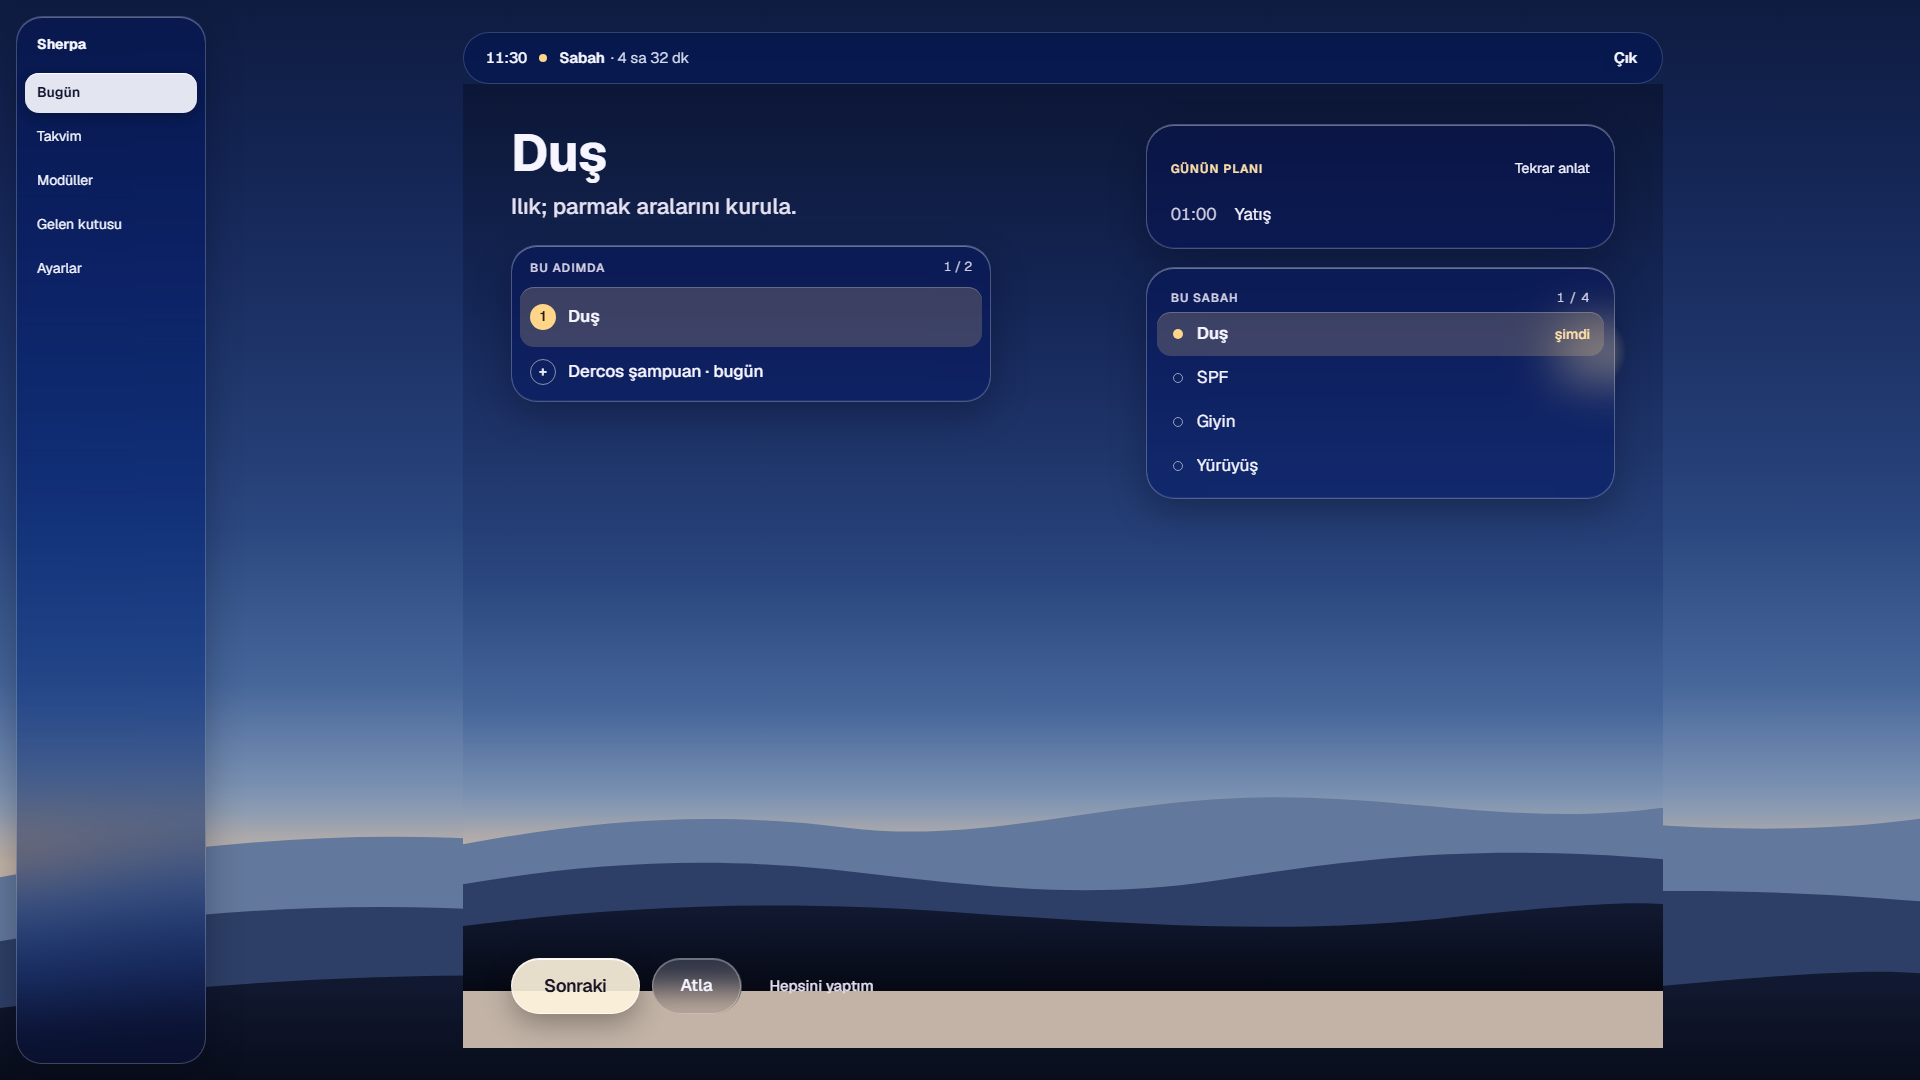 Sherpa
Bugün
Takvim
Modüller
Gelen kutusu
Ayarlar
11:30 Sabah · 4 sa 32 dk
Çık
Duş
Ilık; parmak aralarını kurula.
BU ADIMDA 1 / 2
1 Duş
+ Dercos şampuan · bugün
GÜNÜN PLANI Tekrar anlat
01:00 Yatış
BU SABAH 1 / 4
Duş şimdi
SPF
Giyin
Yürüyüş
Sonraki
Atla
Hepsini yaptım